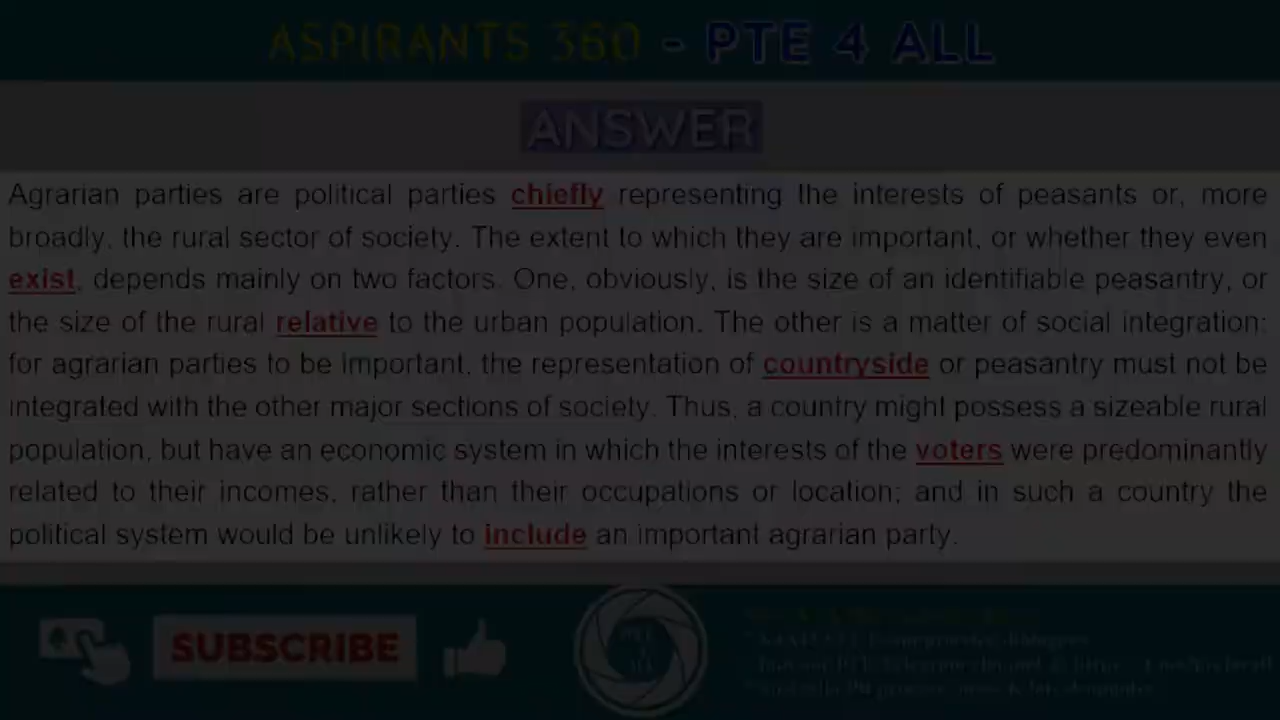 ASPIRANTS 360 - PTE 4 ALL
ANSWER
Agrarian parties are political parties chiefly representing the interests of peasants or, more
broadly, the rural sector of society. The extent to which they are important, or whether they even
exist, depends mainly on two factors. One, obviously, is the size of an identifiable peasantry, or
the size of the rural relative to the urban population. The other is a matter of social integration:
for agrarian parties to be important, the representation of countryside or peasantry must not be
integrated with the other major sections of society. Thus, a country might possess a sizeable rural
population, but have an economic system in which the interests of the voters were predominantly
related to their incomes, rather than their occupations or location; and in such a country the
political system would be unlikely to include an important agrarian party.
SUBSCRIBE